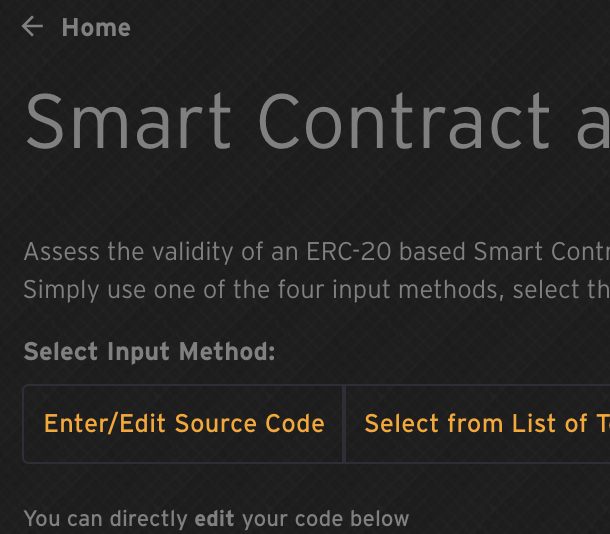 ← Home
Smart Contract a
Assess the validity of an ERC-20 based Smart Contr
Simply use one of the four input methods, select th
Select Input Method:
Enter/Edit Source Code Select from List of T
You can directly edit your code below